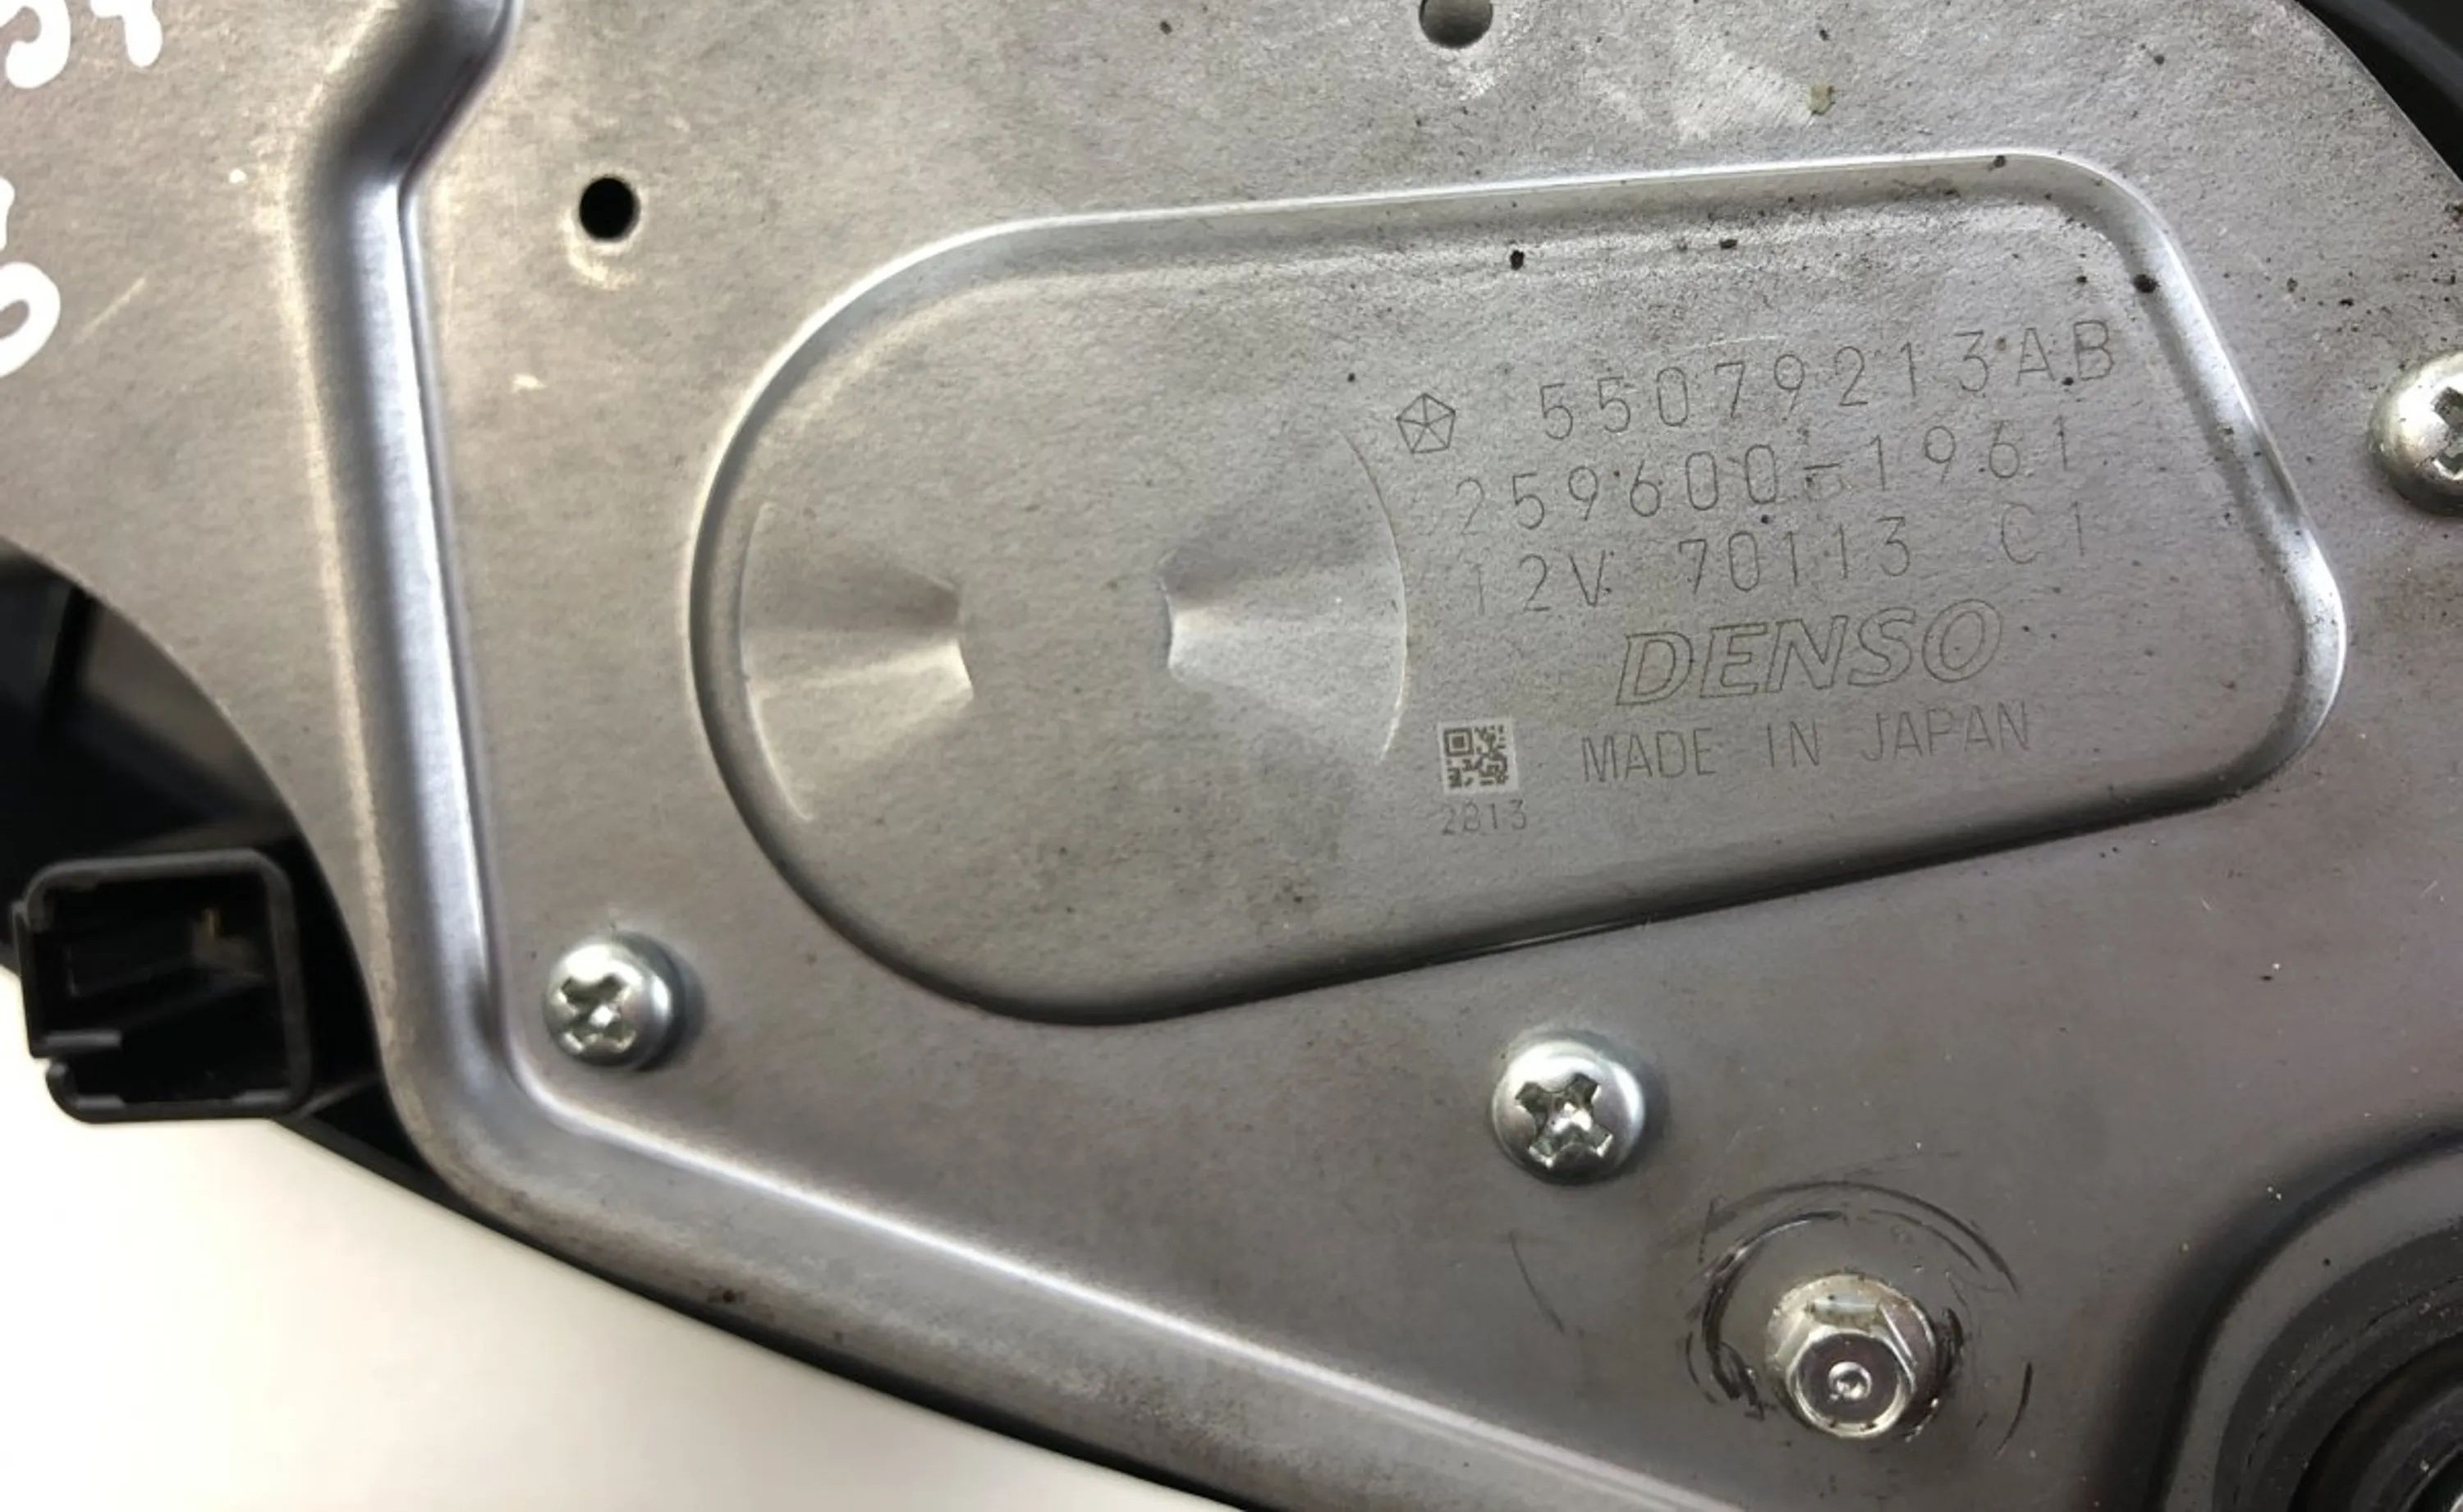 55079213AB
259600-1961
12V 70113 C1
DENSO
MADE IN JAPAN
2813